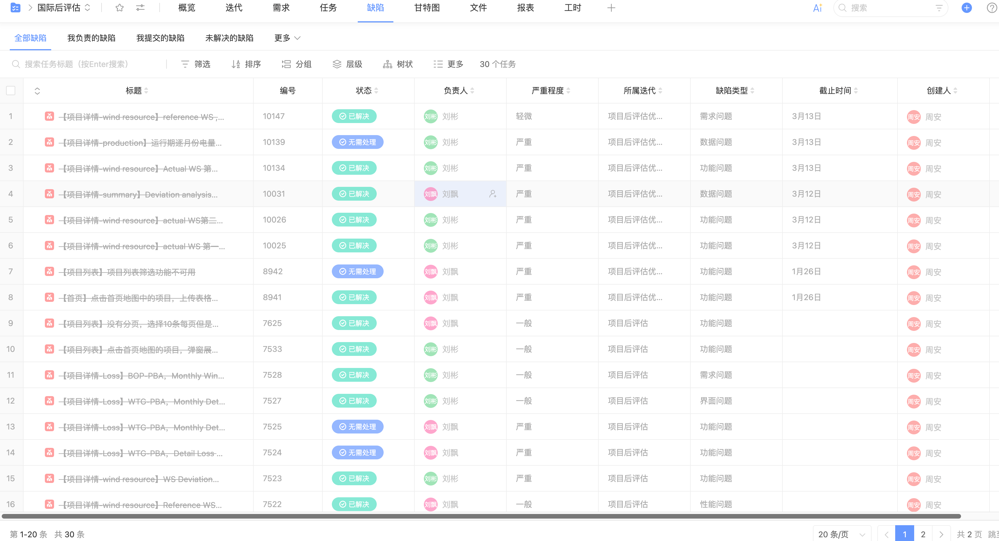 国际后评估 概览 迭代 需求 任务 缺陷 甘特图 文件 报表 工时 Ai 搜索
全部缺陷 我负责的缺陷 我提交的缺陷 未解决的缺陷 更多
搜索任务标题（按Enter搜索） 筛选 排序 分组 层级 树状 更多 30 个任务
标题 编号 状态 负责人 严重程度 所属迭代 缺陷类型 截止时间 创建人
1 【项目详情-wind resource】reference WS ,... 10147 已解决 刘彬 刘彬 轻微 项目后评估优... 需求问题 3月13日 周安 周安
2 【项目详情-production】运行期逐月份电量... 10139 无需处理 刘彬 刘彬 严重 项目后评估优... 数据问题 3月13日 周安 周安
3 【项目详情-wind resource】Actual WS 第... 10134 已解决 刘彬 刘彬 严重 项目后评估优... 功能问题 3月13日 周安 周安
4 【项目详情-summary】Deviation analysis... 10031 已解决 刘飘 刘飘 严重 项目后评估优... 数据问题 3月12日 周安 周安
5 【项目详情-wind resource】actual WS第二... 10026 已解决 刘彬 刘彬 严重 项目后评估优... 功能问题 3月12日 周安 周安
6 【项目详情-wind resource】actual WS 第一... 10025 已解决 刘彬 刘彬 严重 项目后评估优... 功能问题 3月12日 周安 周安
7 【项目列表】项目列表筛选功能不可用 8942 无需处理 刘飘 刘飘 严重 项目后评估优... 功能问题 1月26日 周安 周安
8 【首页】点击首页地图中的项目，上传表格... 8941 已解决 刘飘 刘飘 严重 项目后评估优... 功能问题 1月26日 周安 周安
9 【项目列表】没有分页，选择10条每页但是... 7625 已解决 刘飘 刘飘 一般 项目后评估 功能问题 周安 周安
10 【项目列表】点击首页地图的项目，弹窗展... 7533 已解决 刘彬 刘彬 一般 项目后评估 功能问题 周安 周安
11 【项目详情-Loss】BOP-PBA，Monthly Win... 7528 已解决 刘彬 刘彬 一般 项目后评估 需求问题 周安 周安
12 【项目详情-Loss】WTG-PBA，Monthly Det... 7527 已解决 刘彬 刘彬 一般 项目后评估 界面问题 周安 周安
13 【项目详情-Loss】WTG-PBA，Monthly Det... 7525 无需处理 刘飘 刘飘 严重 项目后评估 功能问题 周安 周安
14 【项目详情-Loss】WTG-PBA，Detail Loss ... 7524 无需处理 刘飘 刘飘 严重 项目后评估 功能问题 周安 周安
15 【项目详情-wind resource】WS Deviation... 7523 已解决 刘彬 刘彬 严重 项目后评估 功能问题 周安 周安
16 【项目详情-wind resource】Reference WS... 7522 已解决 刘飘 刘飘 一般 项目后评估 性能问题 周安 周安
第 1-20 条 共 30 条 20 条/页 1 2 共 2 页 跳